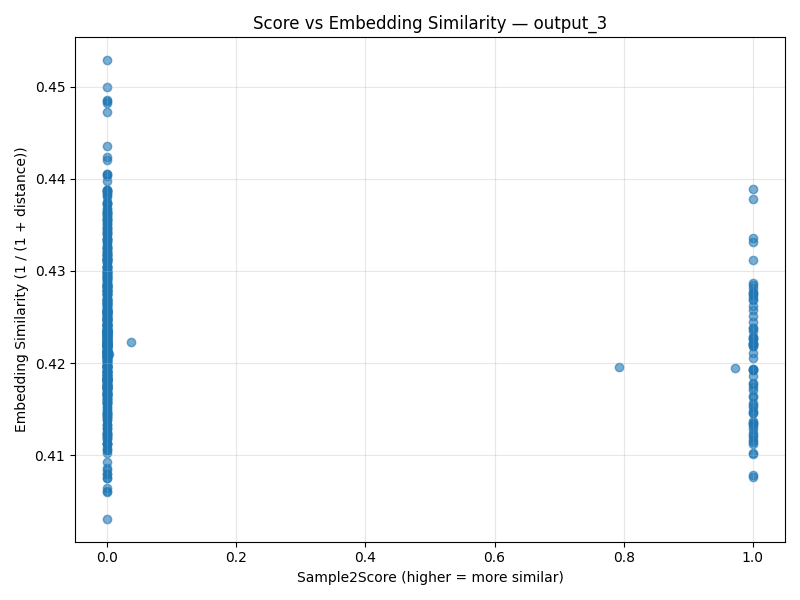 Score vs Embedding Similarity — output_3
Embedding Similarity (1 / (1 + distance))
0.45
0.44
0.43
0.42
0.41
0.0 0.2 0.4 0.6 0.8 1.0
Sample2Score (higher = more similar)